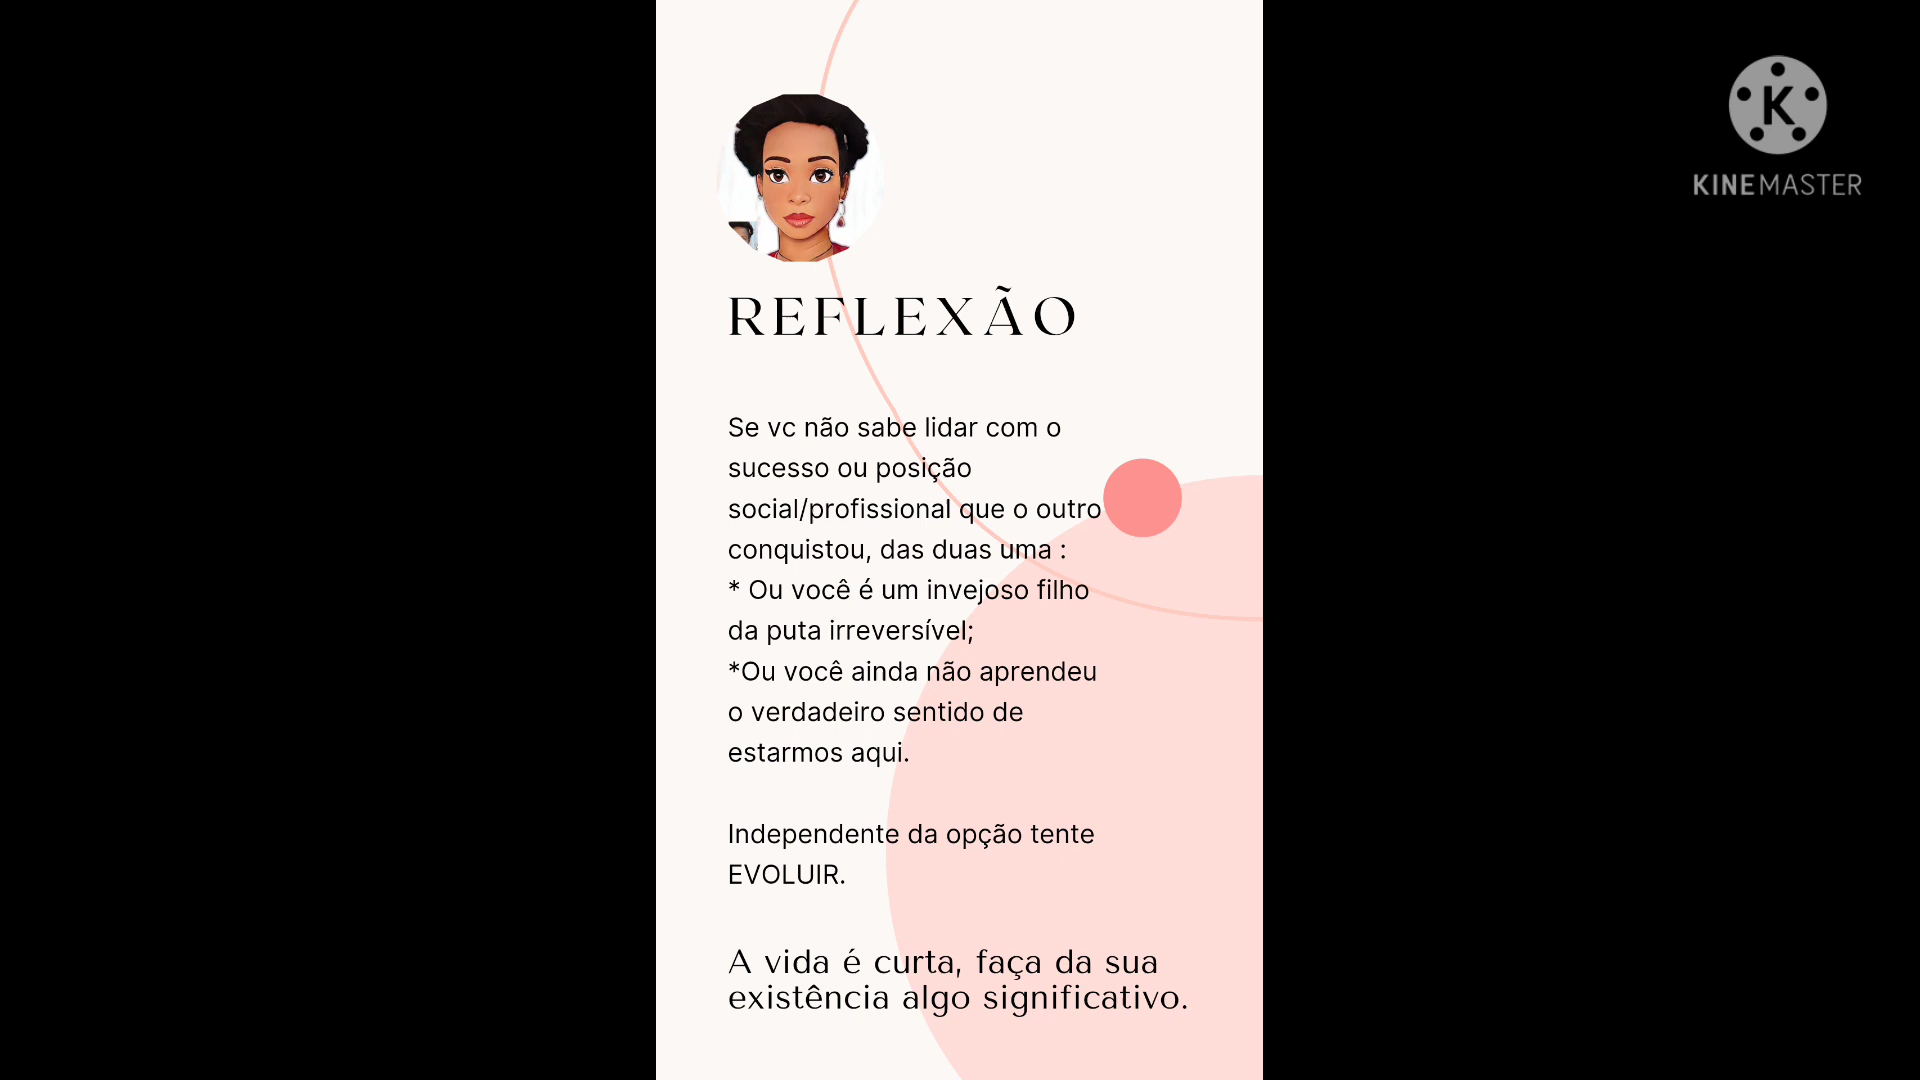 REFLEXÃO
Se vc não sabe lidar com o
sucesso ou posição
social/profissional que o outro
conquistou, das duas uma :
* Ou você é um invejoso filho
da puta irreversível;
*Ou você ainda não aprendeu
o verdadeiro sentido de
estarmos aqui.
Independente da opção tente
EVOLUIR.
A vida é curta, faça da sua
existência algo significativo.
K
KINEMASTER